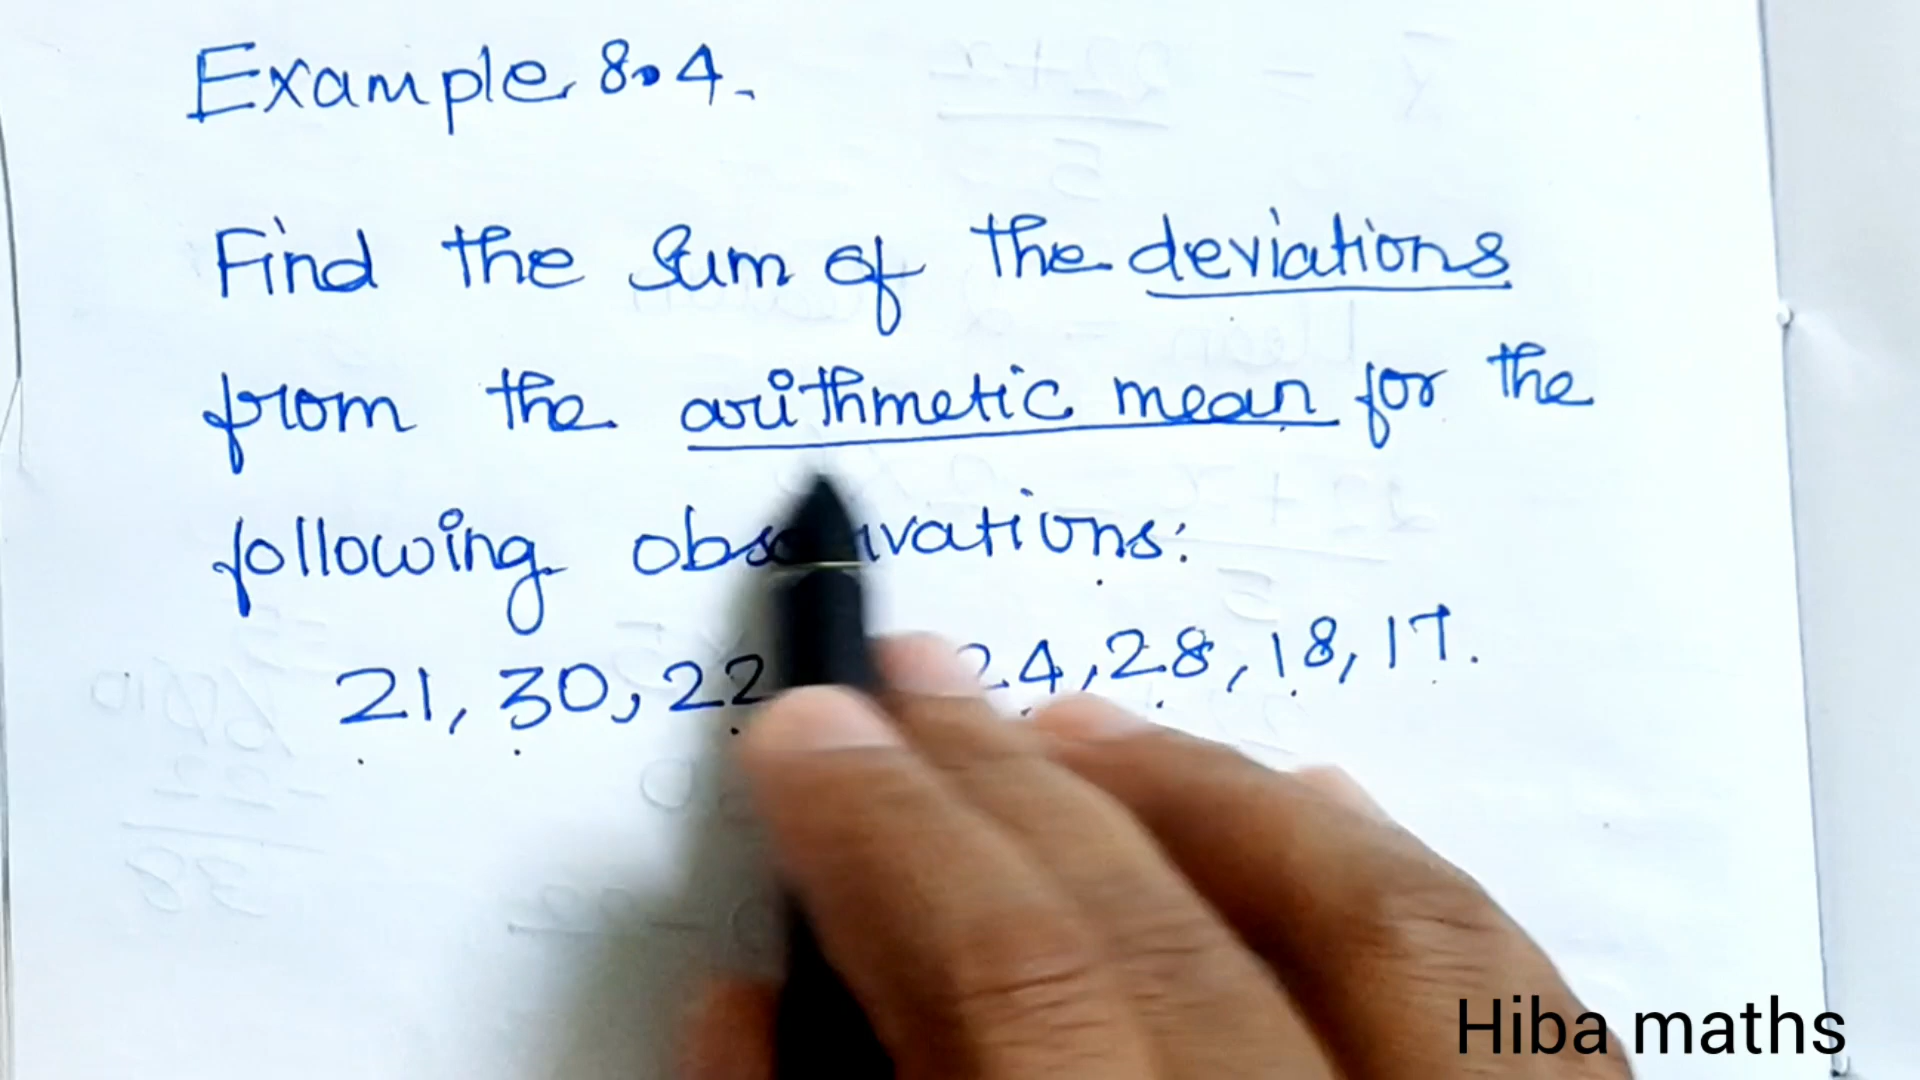 Example 8.4.
Find the sum of the deviations
from the arithmetic mean for the
following observations:
21, 30, 22 24, 28, 18, 17.
Hiba maths